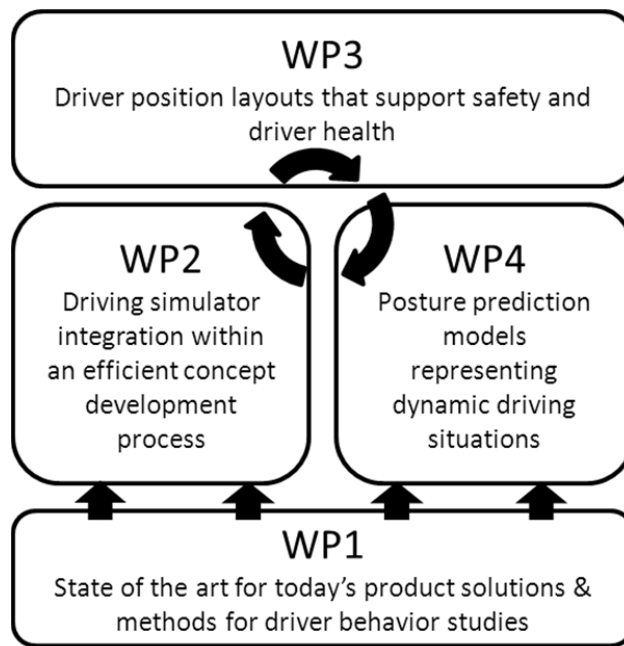 WP3
Driver position layouts that support safety and
driver health
WP2
Driving simulator
integration within
an efficient concept
development
process
WP4
Posture prediction
models
representing
dynamic driving
situations
WP1
State of the art for today’s product solutions &
methods for driver behavior studies